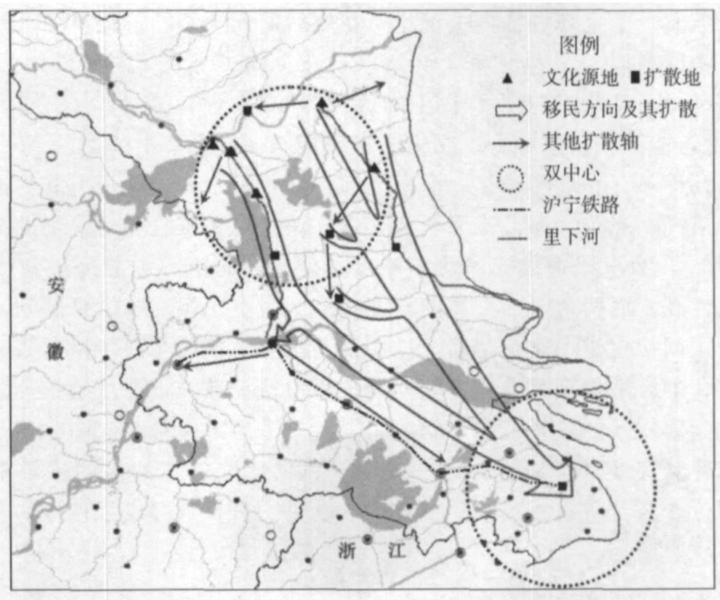 图例
文化源地 扩散地
移民方向及其扩散
其他扩散轴
双中心
沪宁铁路
里下河
安
徽
浙 江